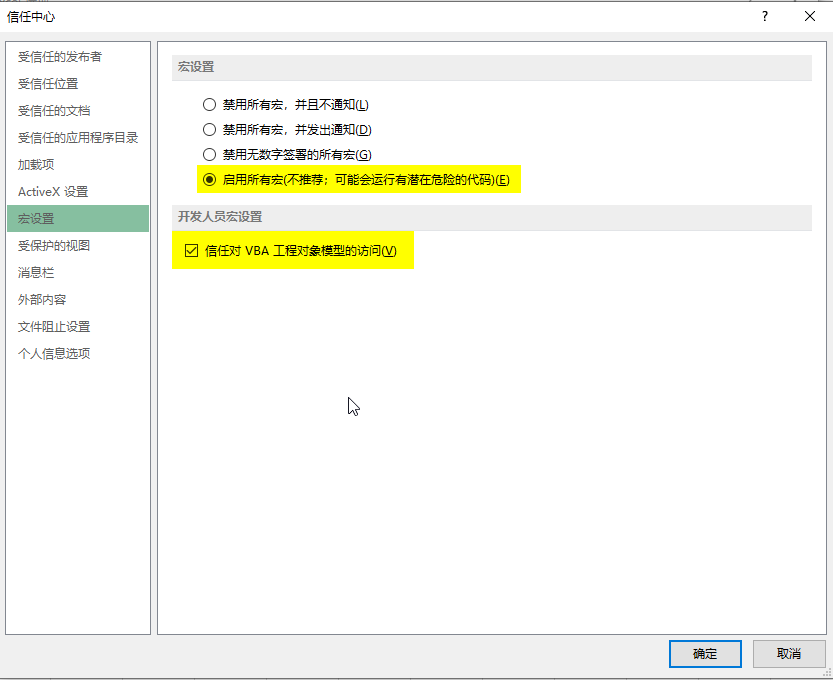 信任中心
?
受信任的发布者
受信任位置
受信任的文档
受信任的应用程序目录
加载项
ActiveX 设置
宏设置
受保护的视图
消息栏
外部内容
文件阻止设置
个人信息选项
宏设置
禁用所有宏，并且不通知(L)
禁用所有宏，并发出通知(D)
禁用无数字签署的所有宏(G)
启用所有宏(不推荐；可能会运行有潜在危险的代码)(E)
开发人员宏设置
信任对 VBA 工程对象模型的访问(V)
确定
取消